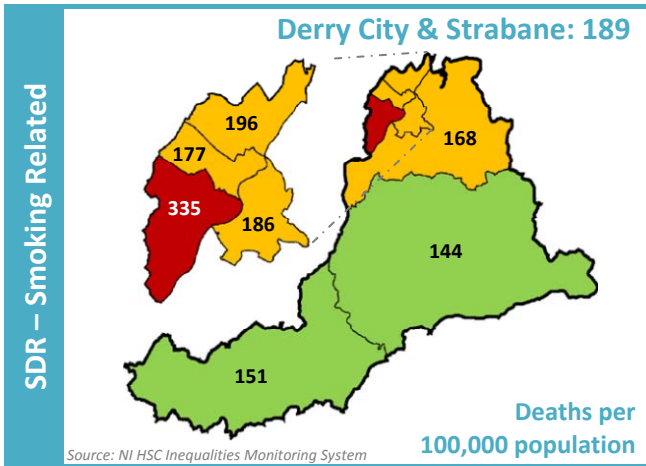 SDR – Smoking Related
Derry City & Strabane: 189
196
177
335
186
168
144
151
Deaths per
100,000 population
Source: NI HSC Inequalities Monitoring System